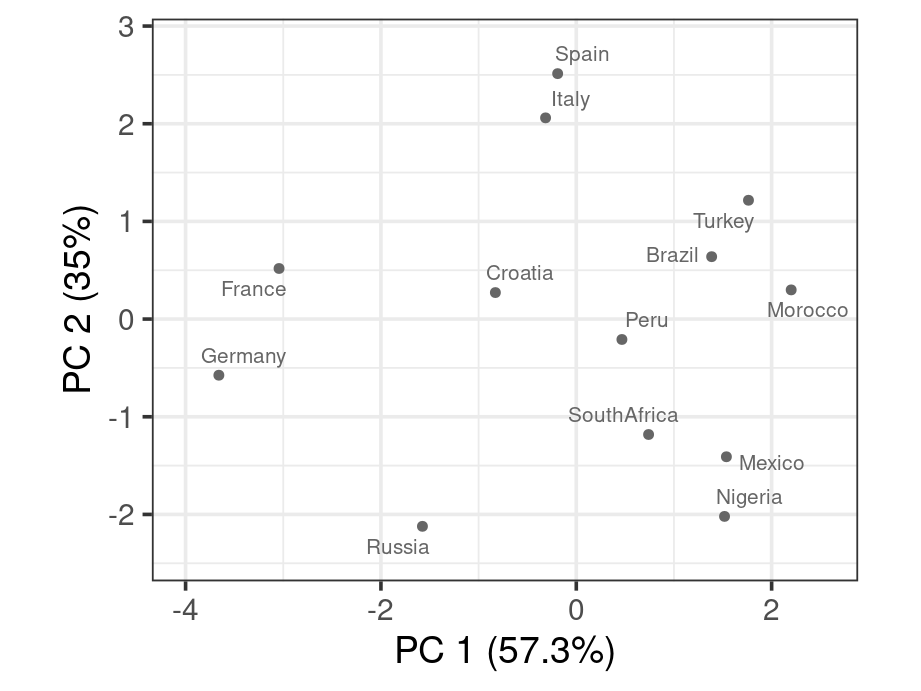 3
Spain
Italy
2
Turkey
1
Brazil
PC 2 (35%)
France
Croatia
Morocco
0
Peru
Germany
-1
SouthAfrica
Mexico
Nigeria
-2
Russia
-4 -2 0 2
PC 1 (57.3%)